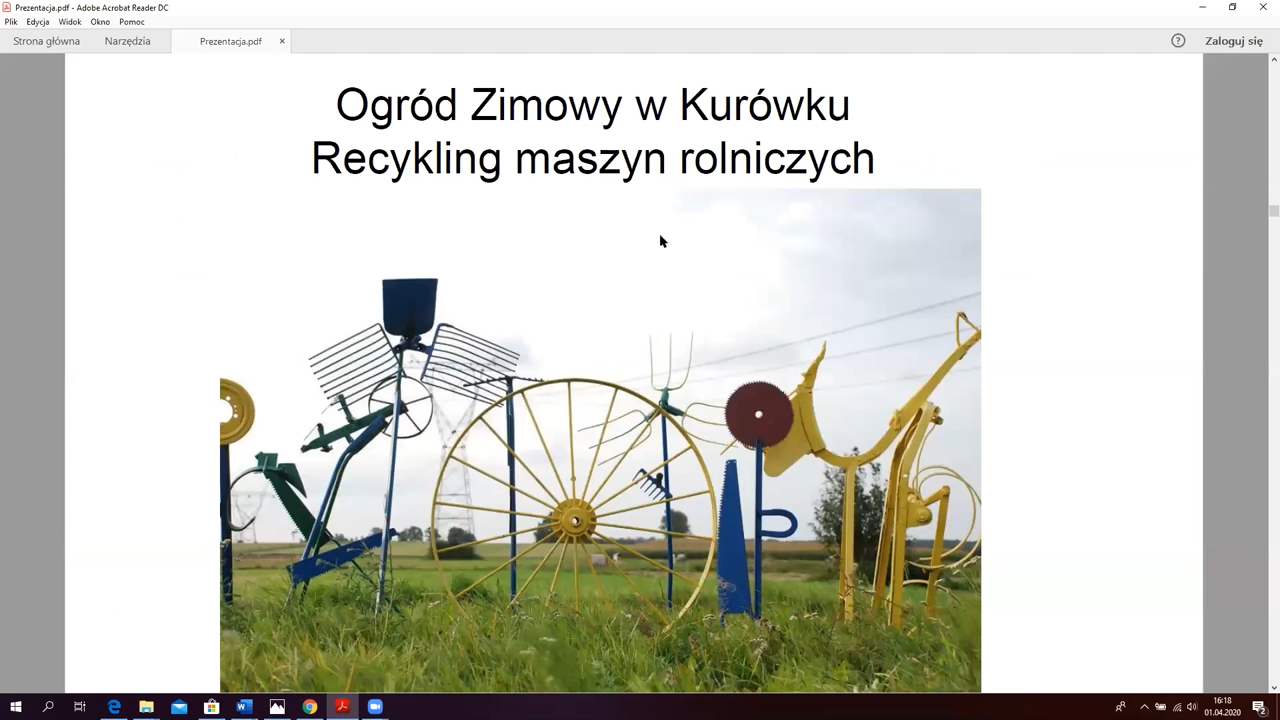 Prezentacja.pdf - Adobe Acrobat Reader DC
Plik Edycja Widok Okno Pomoc
Strona główna Narzędzia Prezentacja.pdf × ? Zaloguj się
Ogród Zimowy w Kurówku
Recykling maszyn rolniczych
16:18
01.04.2020
2